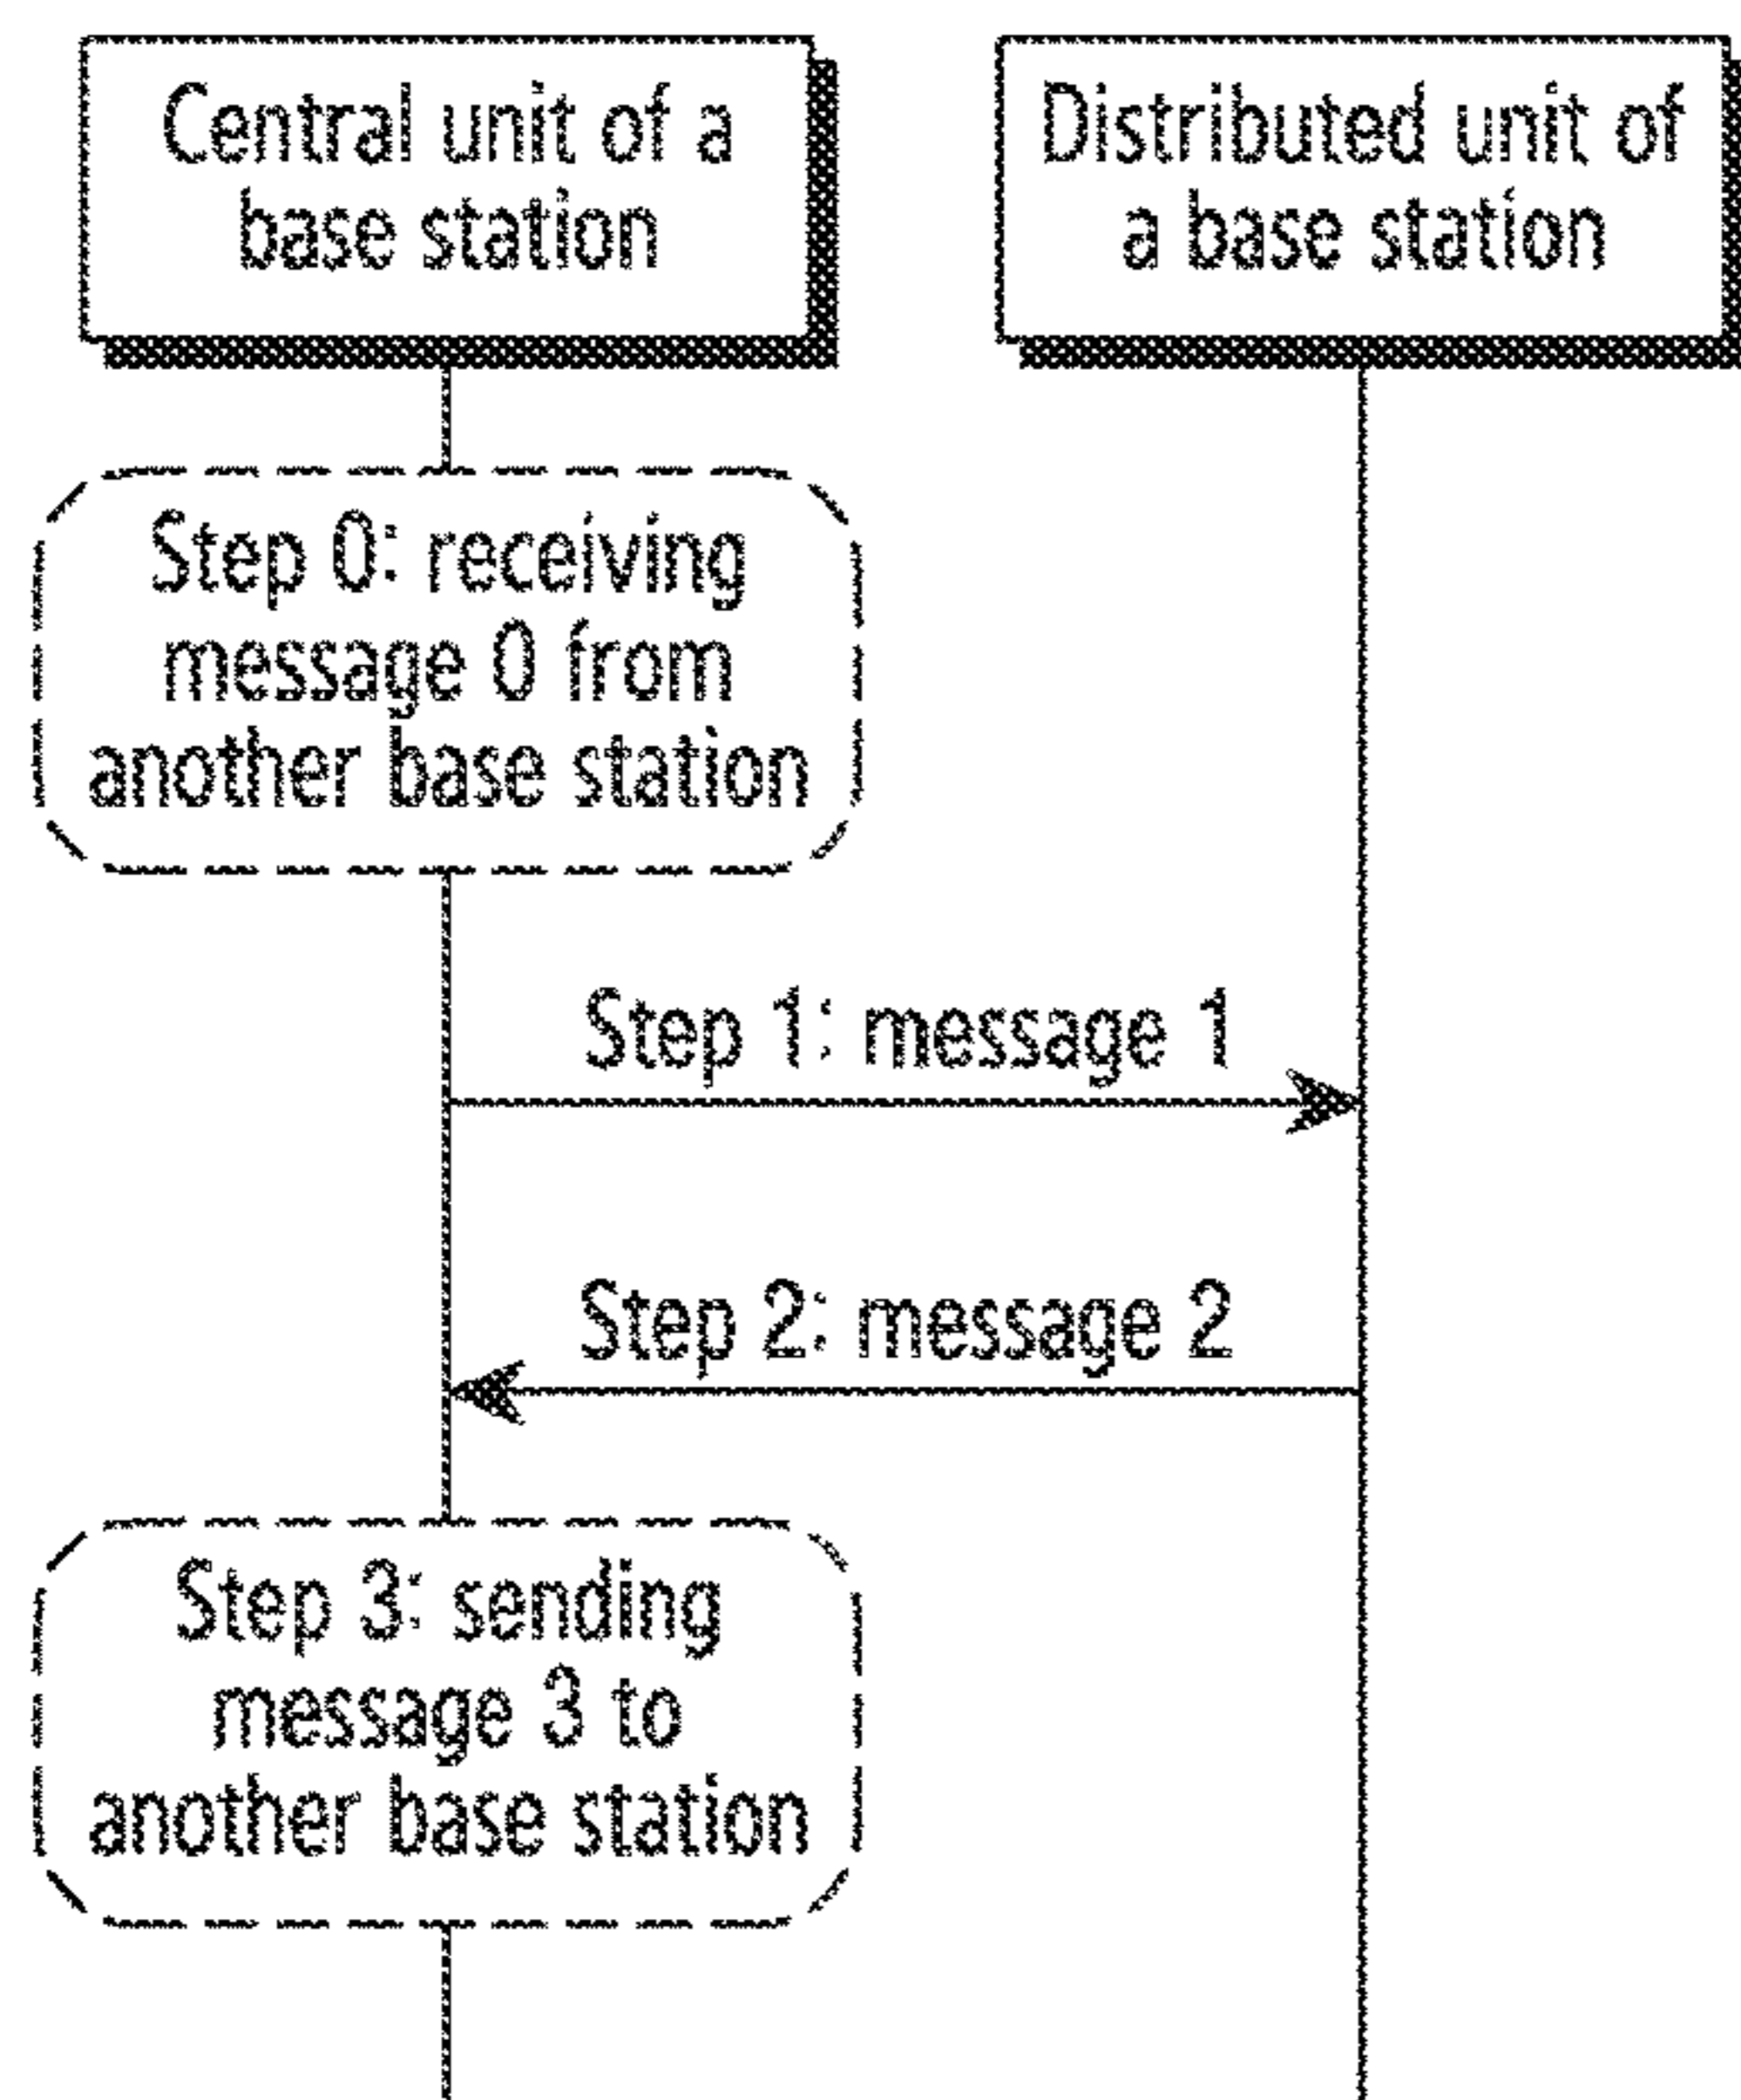 Central unit of a
base station
Distributed unit of
a base station
Step 0: receiving
message 0 from
another base station
Step 1: message 1
Step 2: message 2
Step 3: sending
message 3 to
another base station